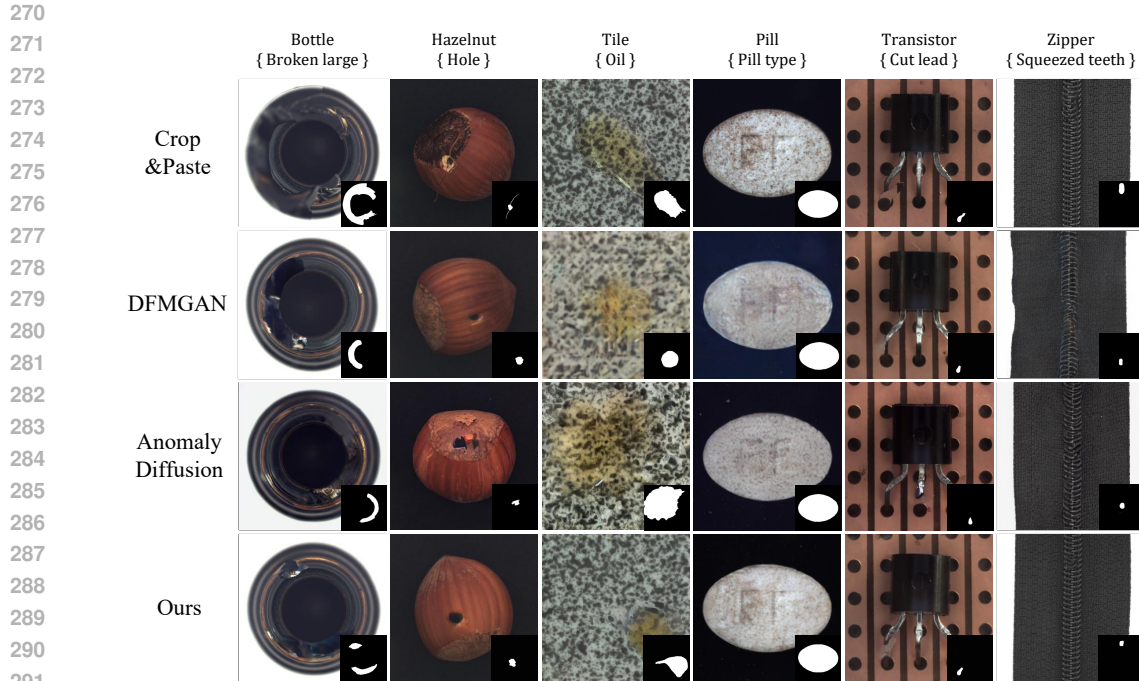 270
271
272
273
274
275
276
277
278
279
280
281
282
283
284
285
286
287
288
289
290
291
Bottle
{ Broken large }
Hazelnut
{ Hole }
Tile
{ Oil }
Pill
{ Pill type }
Transistor
{ Cut lead }
Zipper
{ Squeezed teeth }
Crop
&Paste
DFMGAN
Anomaly
Diffusion
Ours